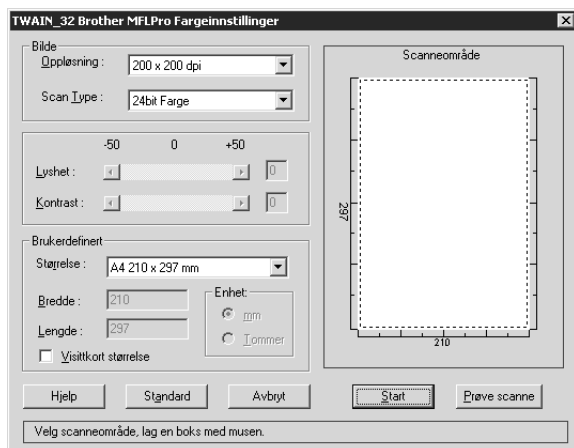 TWAIN_32 Brother MFLPro Fargeinnstillinger
Bilde
Oppløsning :
200 x 200 dpi
Scan Type :
24bit Farge
-50 0 +50
Lyshet :
0
Kontrast :
0
Brukerdefinert
Størrelse :
A4 210 x 297 mm
Bredde :
210
Lengde :
297
Enhet:
mm
Tommer
Visittkort størrelse
Scanneområde
297
210
Hjelp
Standard
Avbryt
Start
Prøve scanne
Velg scanneområde, lag en boks med musen.